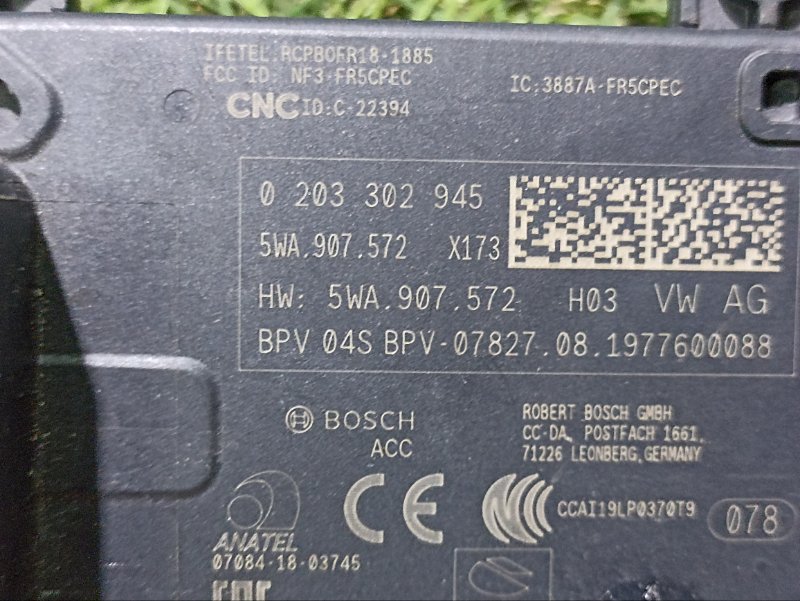 IFETEL: RCPBOFR18-1885
FCC ID: NF3-FR5CPEC
IC:3887A-FR5CPEC
CNC ID:C-22394
0 203 302 945
5WA.907.572 X173
HW: 5WA.907.572 H03 VW AG
BPV 04S BPV-07827.08.1977600088
BOSCH
ACC
ROBERT BOSCH GMBH
CC-DA, POSTFACH 1661,
71226 LEONBERG,GERMANY
CE
CCAI19LP0370T9
078
ANATEL
07084-18-03745